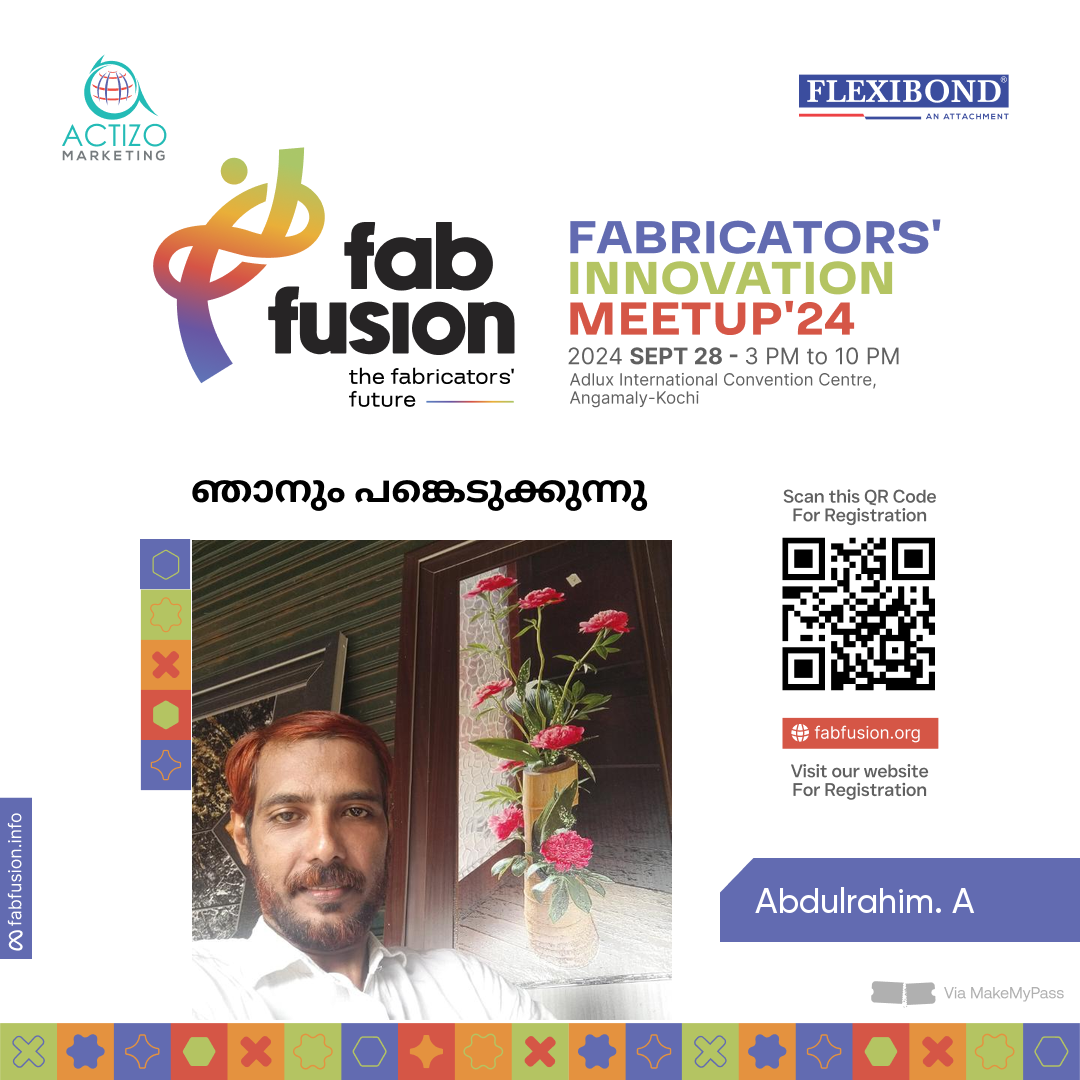 ACTIZO
MARKETING
FLEXIBOND®
AN ATTACHMENT
fab
fusion
the fabricators'
future
FABRICATORS'
INNOVATION
MEETUP'24
2024 SEPT 28 - 3 PM to 10 PM
Adlux International Convention Centre,
Angamaly-Kochi
ഞാനും പങ്കെടുക്കുന്നു
Scan this QR Code
For Registration
fabfusion.org
Visit our website
For Registration
fabfusion.info
Abdulrahim. A
Via MakeMyPass